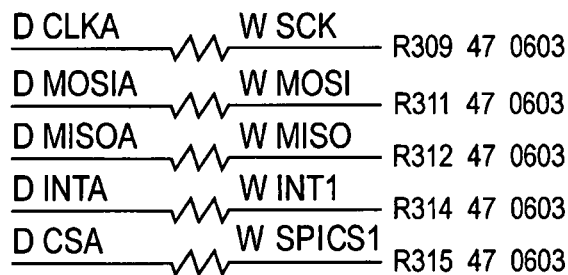 D CLKA W SCK R309 47 0603
D MOSIA W MOSI R311 47 0603
D MISOA W MISO R312 47 0603
D INTA W INT1 R314 47 0603
D CSA W SPICS1 R315 47 0603